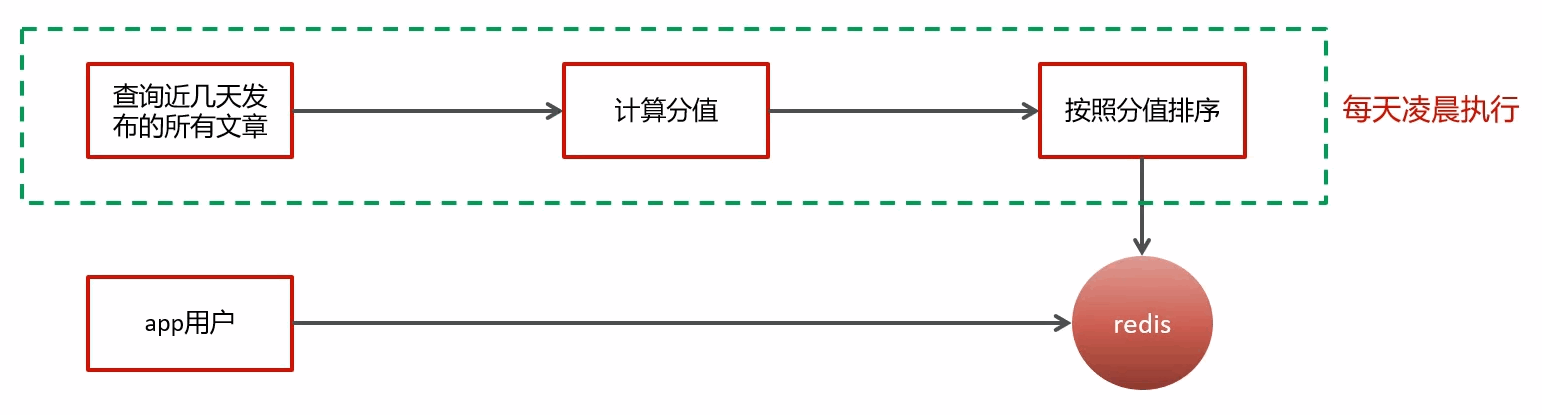 查询近几天发
布的所有文章
计算分值
按照分值排序
每天凌晨执行
app用户
redis